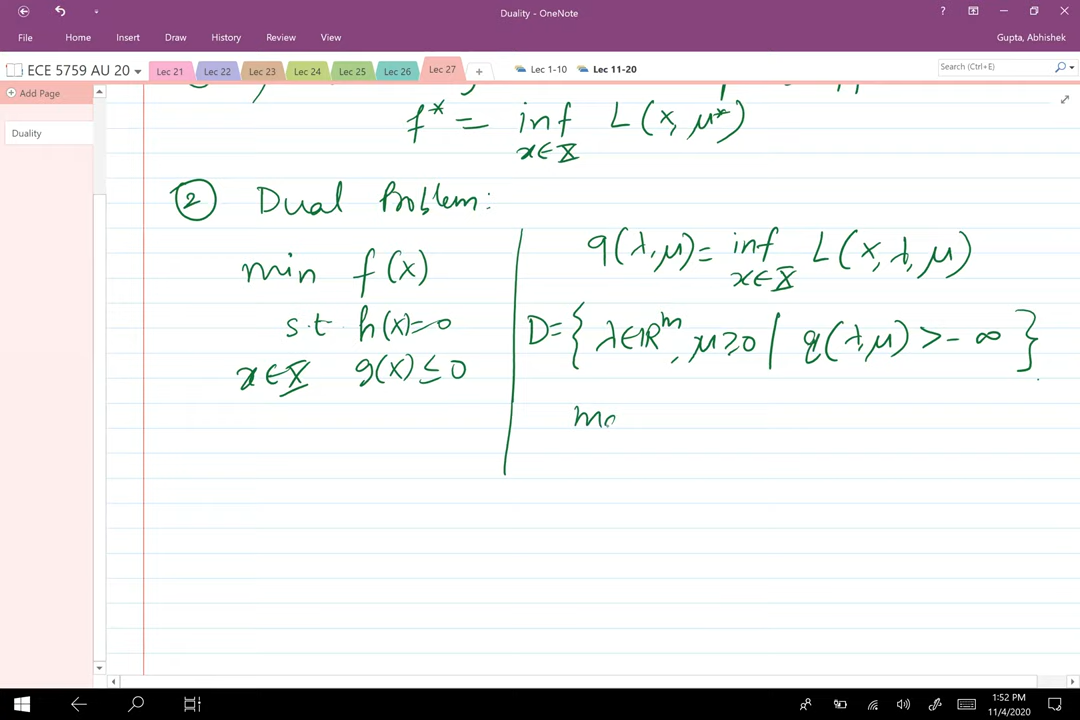 Duality - OneNote
File Home Insert Draw History Review View
Gupta, Abhishek
ECE 5759 AU 20
Lec 21 Lec 22 Lec 23 Lec 24 Lec 25 Lec 26 Lec 27
Lec 1-10 Lec 11-20
Search (Ctrl+E)
Add Page
Duality
f* = inf L(x, μ*)
x∈X
② Dual Problem:
min f(x)
s.t. h(x)=0
x∈X g(x) ≤ 0
q(λ,μ) = inf L(x, λ, μ)
x∈X
D = { λ∈ℝᵐ, μ≥0 | q(λ,μ) > -∞ }.
ma
1:52 PM
11/4/2020